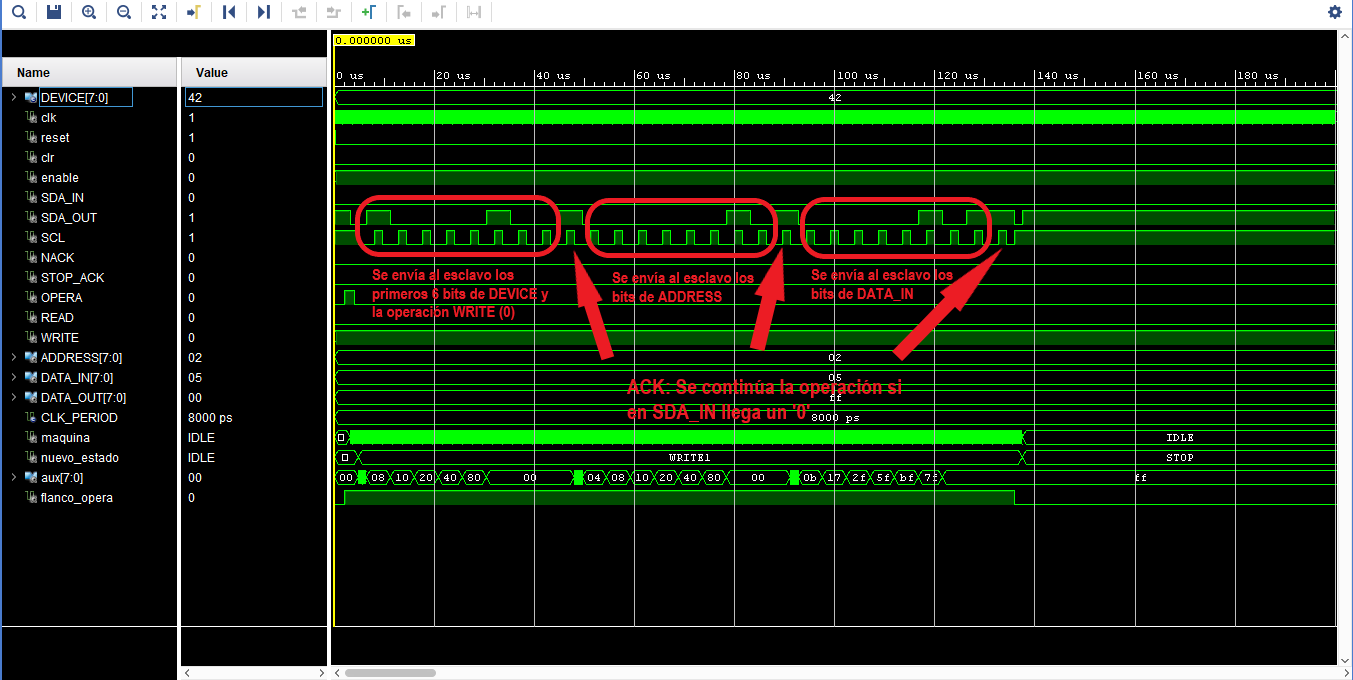 0.000000 us
Name Value
0 us 20 us 40 us 60 us 80 us 100 us 120 us 140 us 160 us 180 us
DEVICE[7:0] 42 42
clk 1
reset 1
clr 0
enable 0
SDA_IN 0
SDA_OUT 1
SCL 1
NACK 0
STOP_ACK 0
OPERA 0
READ 0
WRITE 0
ADDRESS[7:0] 02 02
DATA_IN[7:0] 05 05
DATA_OUT[7:0] 00 ff
CLK_PERIOD 8000 ps 8000 ps
maquina IDLE IDLE
nuevo_estado IDLE WRITE1 STOP
aux[7:0] 00 00 08 10 20 40 80 00 04 08 10 20 40 80 00 0b 17 2f 5f bf 7f ff
flanco_opera 0
Se envía al esclavo los
primeros 6 bits de DEVICE y
la operación WRITE (0)
Se envía al esclavo los
bits de ADDRESS
Se envía al esclavo los
bits de DATA_IN
ACK: Se continúa la operación si
en SDA_IN llega un '0'